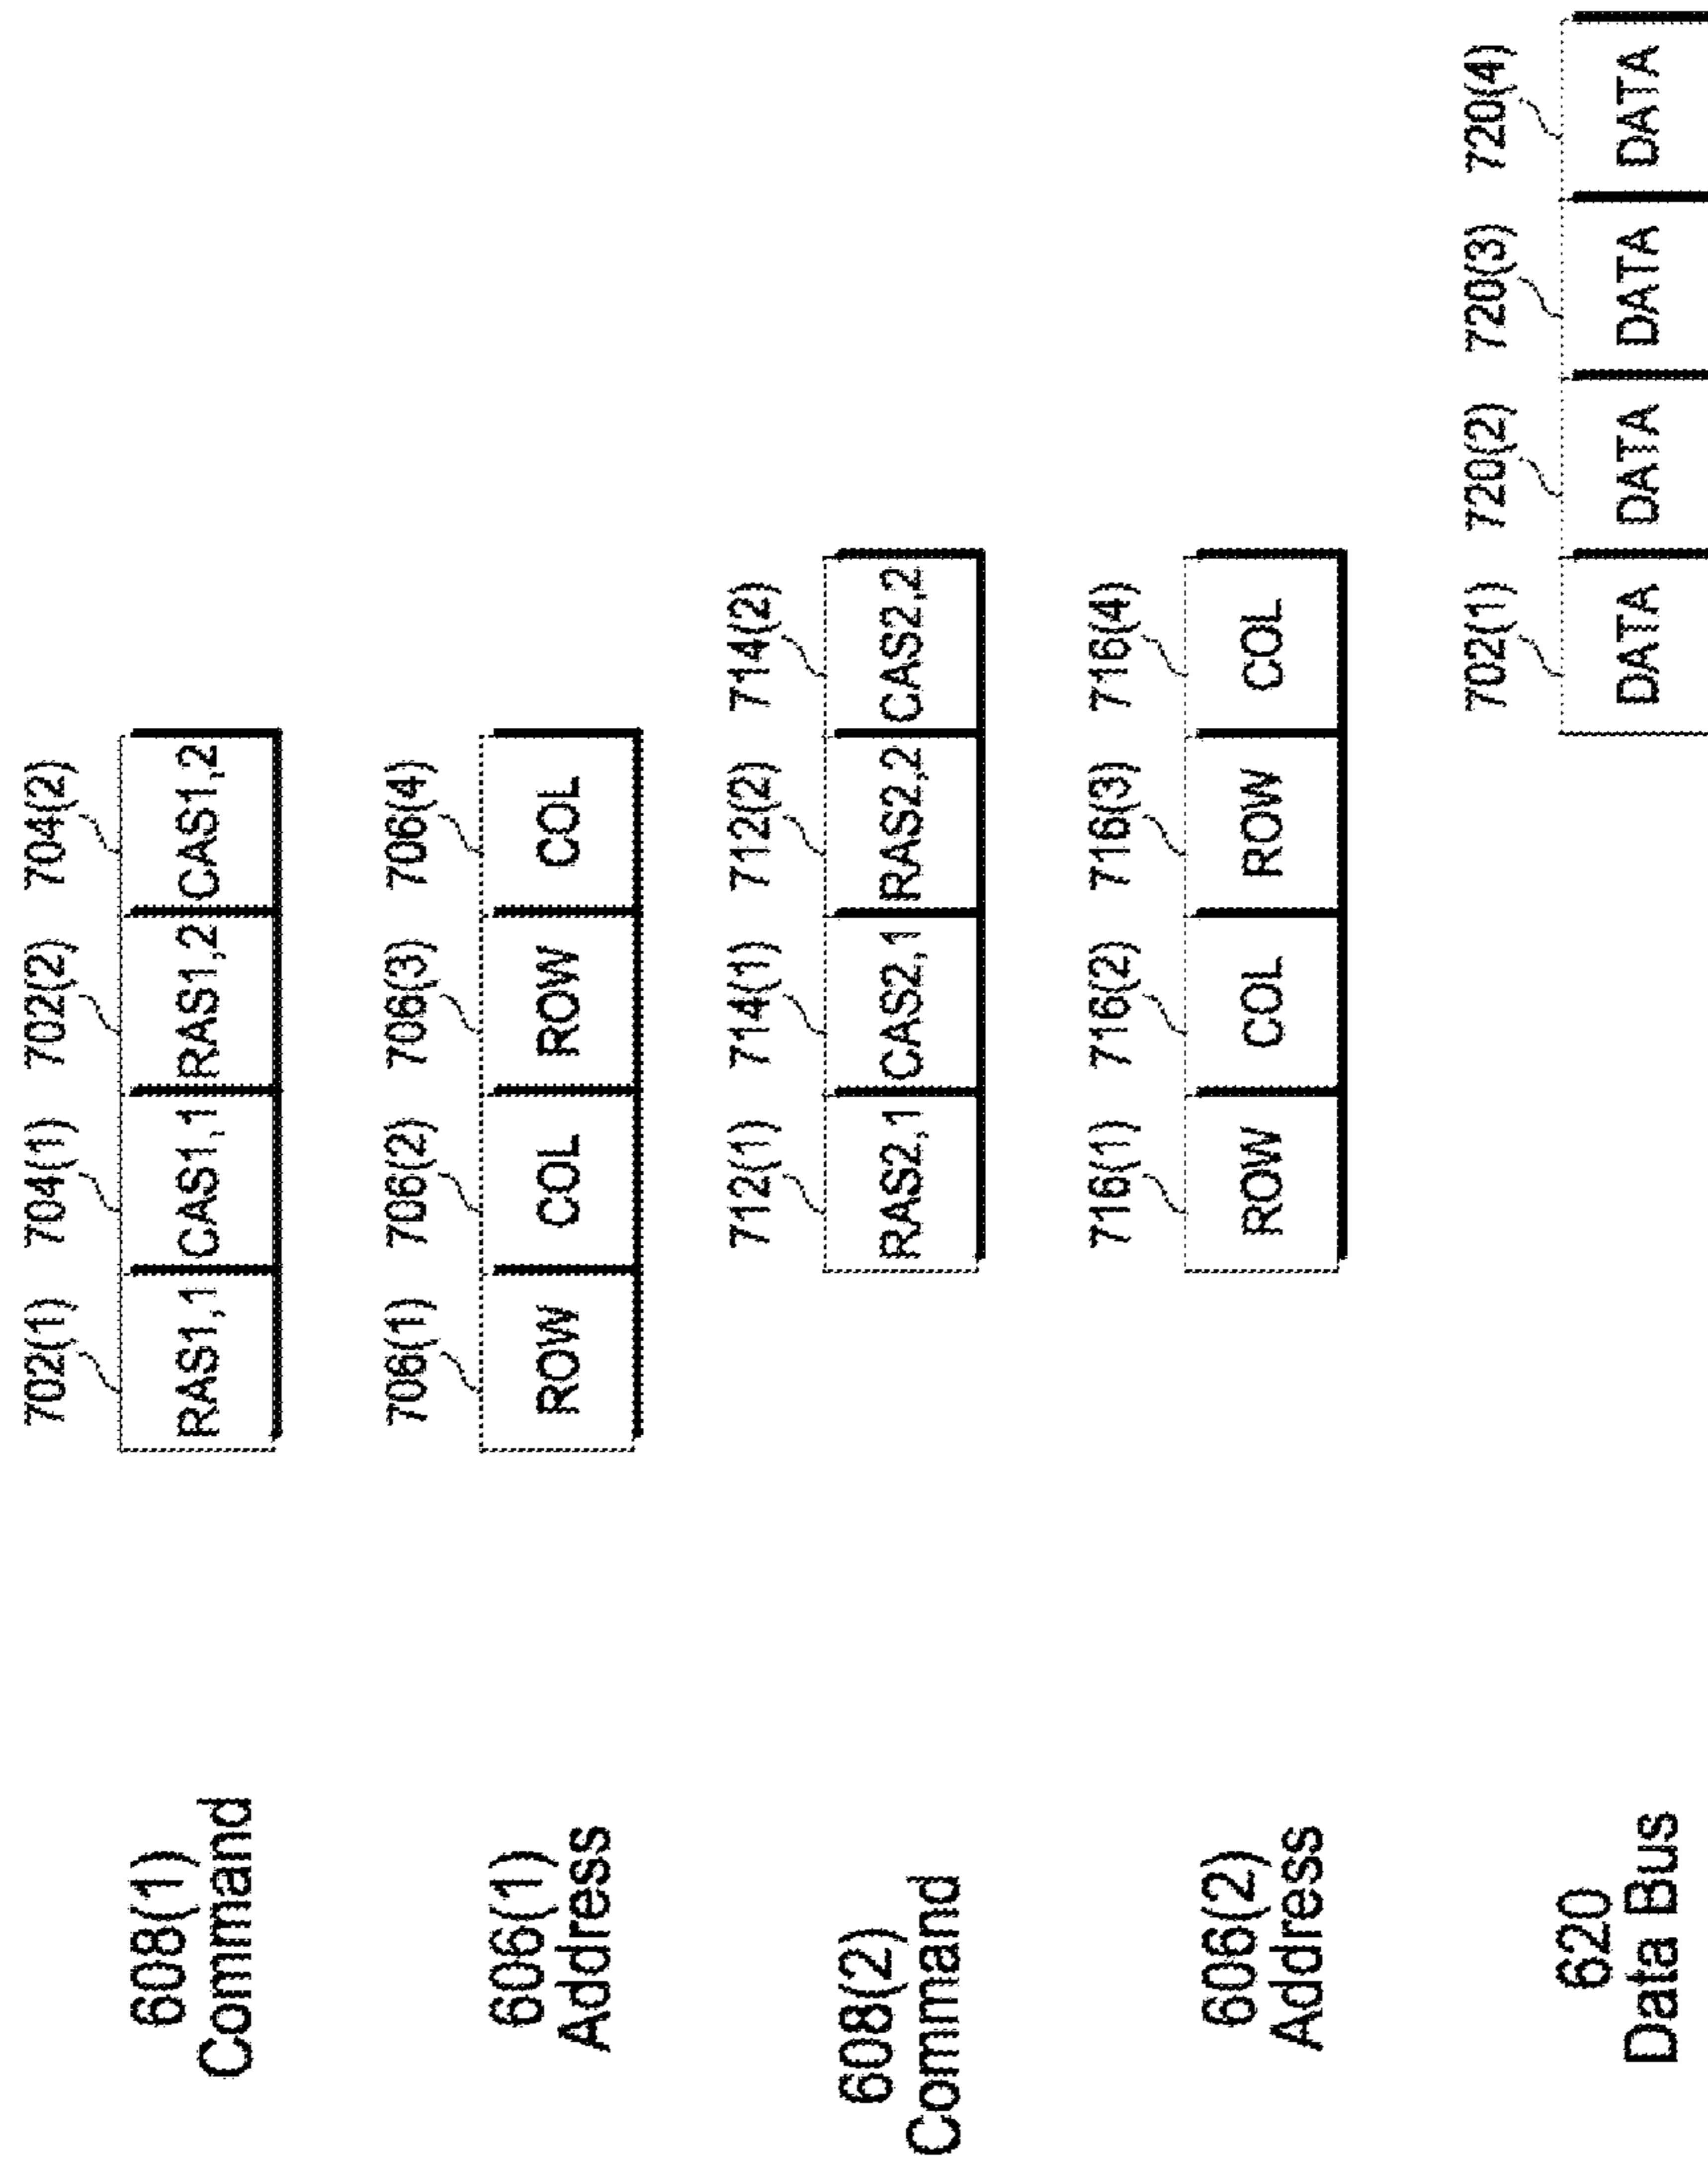 702(1) 704(1) 702(2) 704(2)
608(1)
Command
RAS1,1 CAS1,1 RAS1,2 CAS1,2
706(1) 706(2) 706(3) 706(4)
606(1)
Address
ROW COL ROW COL
712(1) 714(1) 712(2) 714(2)
608(2)
Command
RAS2,1 CAS2,1 RAS2,2 CAS2,2
716(1) 716(2) 716(3) 716(4)
606(2)
Address
ROW COL ROW COL
702(1) 720(2) 720(3) 720(4)
620
Data Bus
DATA DATA DATA DATA